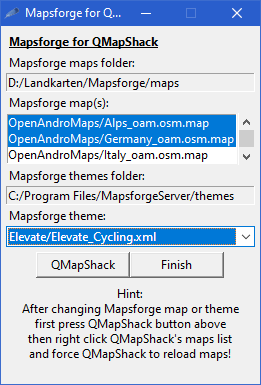 Mapsforge for Q...
Mapsforge for QMapShack
Mapsforge maps folder:
D:/Landkarten/Mapsforge/maps
Mapsforge map(s):
OpenAndroMaps/Alps_oam.osm.map
OpenAndroMaps/Germany_oam.osm.map
OpenAndroMaps/Italy_oam.osm.map
Mapsforge themes folder:
C:/Program Files/MapsforgeServer/themes
Mapsforge theme:
Elevate/Elevate_Cycling.xml
QMapShack Finish
Hint:
After changing Mapsforge map or theme
first press QMapShack button above
then right click QMapShack's maps list
and force QMapShack to reload maps!